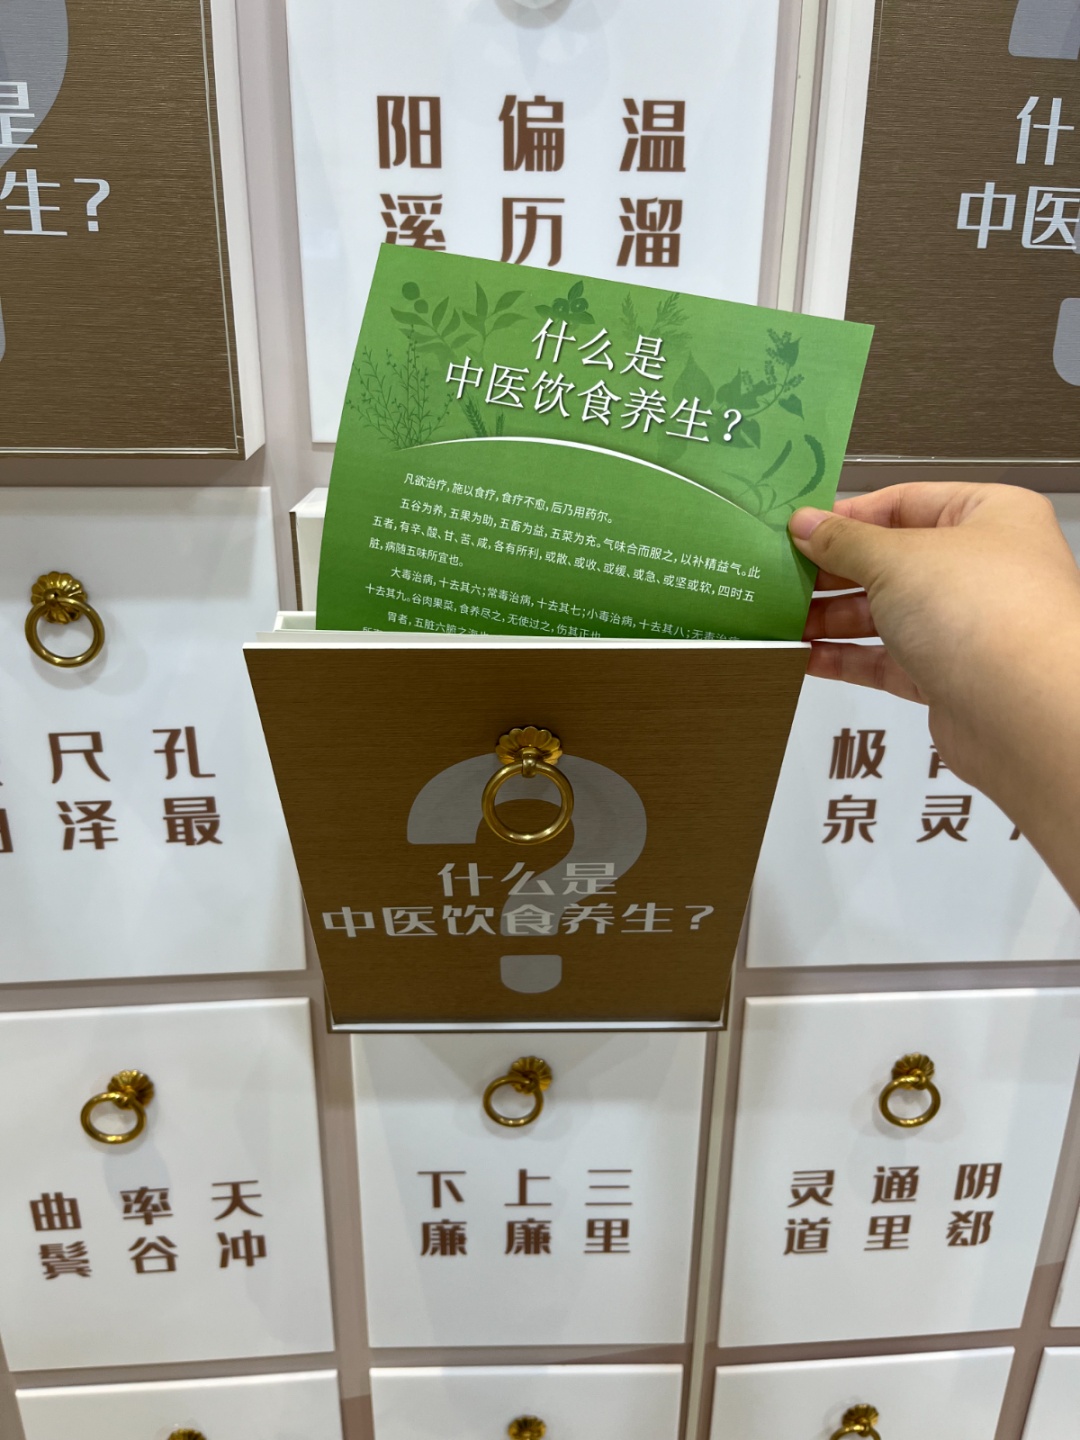 是
生？
阳 偏 温
溪 历 溜
什
中医
什么是
中医饮食养生？
凡欲治疗，施以食疗，食疗不愈，后乃用药尔。
五谷为养，五果为助，五畜为益，五菜为充。气味合而服之，以补精益气。此
五者，有辛、酸、甘、苦、咸，各有所利，或散、或收、或缓、或急、或坚或软，四时五
脏，病随五味所宜也。
大毒治病，十去其六；常毒治病，十去其七；小毒治病，十去其八；无毒治病
十去其九。谷肉果菜，食养尽之，无使过之，伤其正也
胃者，五脏六腑之海也
什么是
中医饮食养生？
尺 孔
泽 最
极
泉 灵
曲 率 天
鬓 谷 冲
下 上 三
廉 廉 里
灵 通 阴
道 里 郄